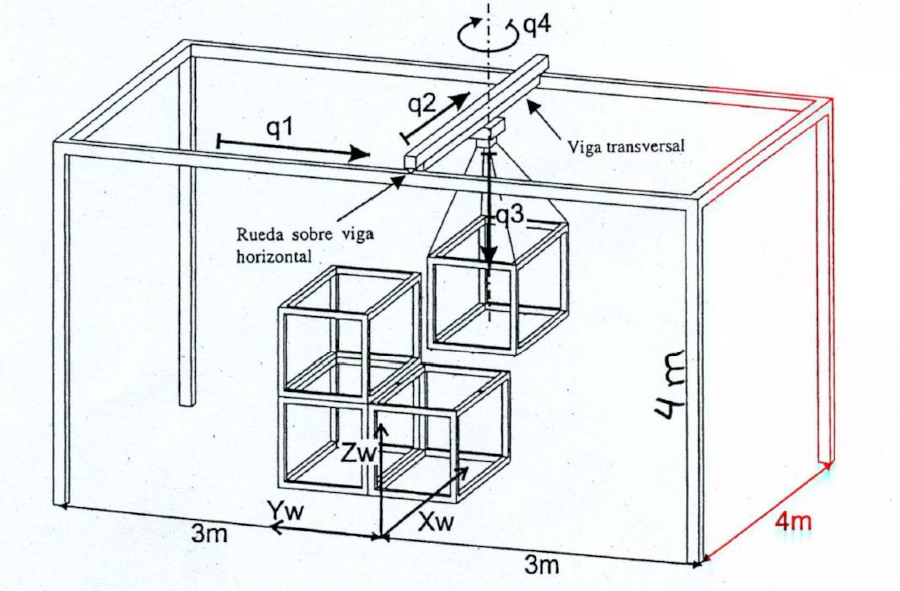 q4
q2
q1
Viga transversal
q3
Rueda sobre viga
horizontal
4m
Zw
Yw
Xw
3m
4m
3m